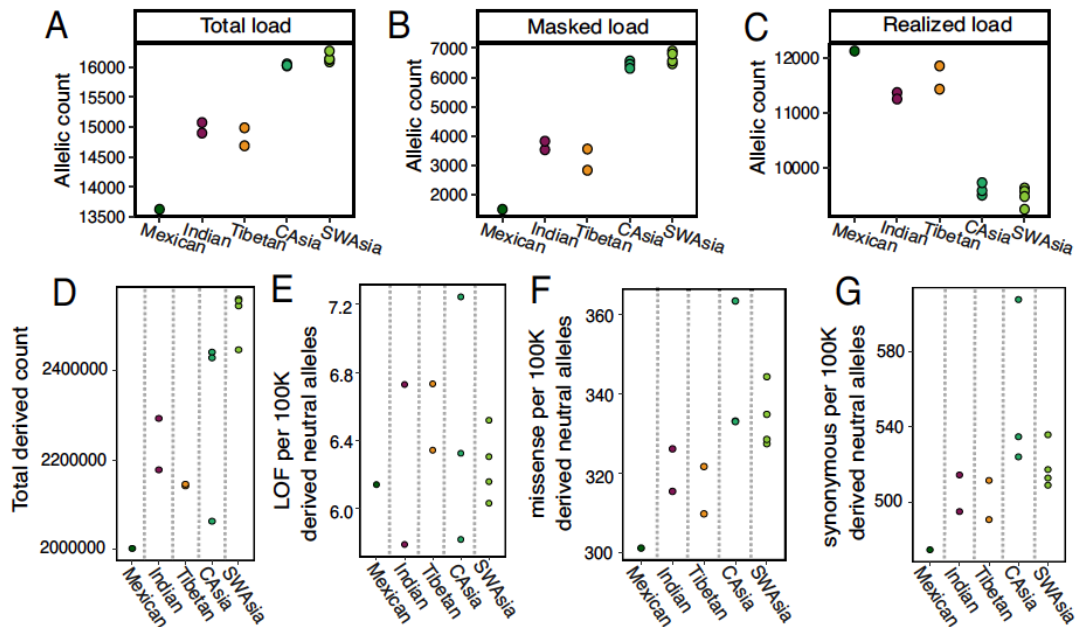 A
Total load
Allelic count
16000
15500
15000
14500
14000
13500
Mexican
Indian
Tibetan
CAsia
SWAsia
B
Masked load
Allelic count
7000
6000
5000
4000
3000
2000
Mexican
Indian
Tibetan
CAsia
SWAsia
C
Realized load
Allelic count
12000
11000
10000
Mexican
Indian
Tibetan
CAsia
SWAsia
D
Total derived count
2400000
2200000
2000000
Mexican
Indian
Tibetan
CAsia
SWAsia
E
LOF per 100K
derived neutral alleles
7.2
6.8
6.4
6.0
Mexican
Indian
Tibetan
CAsia
SWAsia
F
missense per 100K
derived neutral alleles
360
340
320
300
Mexican
Indian
Tibetan
CAsia
SWAsia
G
synonymous per 100K
derived neutral alleles
580
540
500
Mexican
Indian
Tibetan
CAsia
SWAsia